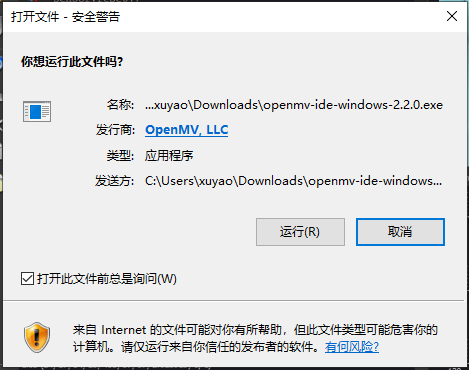 打开文件 - 安全警告
你想运行此文件吗?
名称: ...xuyao\Downloads\openmv-ide-windows-2.2.0.exe
发行商: OpenMV, LLC
类型: 应用程序
发送方: C:\Users\xuyao\Downloads\openmv-ide-windows...
运行(R) 取消
打开此文件前总是询问(W)
来自 Internet 的文件可能对你有所帮助，但此文件类型可能危害你的
计算机。请仅运行来自你信任的发布者的软件。有何风险?